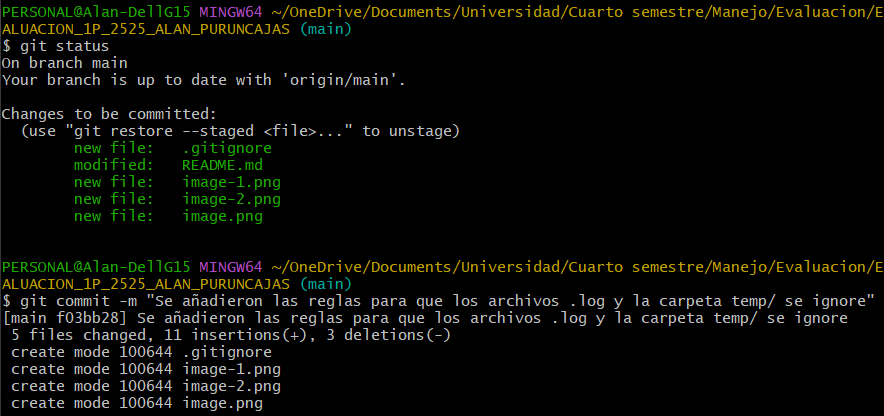 PERSONAL@Alan-DellG15 MINGW64 ~/OneDrive/Documents/Universidad/Cuarto semestre/Manejo/Evaluacion/E
ALUACION_1P_2525_ALAN_PURUNCAJAS (main)
$ git status
On branch main
Your branch is up to date with 'origin/main'.
Changes to be committed:
  (use "git restore --staged <file>..." to unstage)
        new file:   .gitignore
        modified:   README.md
        new file:   image-1.png
        new file:   image-2.png
        new file:   image.png
PERSONAL@Alan-DellG15 MINGW64 ~/OneDrive/Documents/Universidad/Cuarto semestre/Manejo/Evaluacion/E
ALUACION_1P_2525_ALAN_PURUNCAJAS (main)
$ git commit -m "Se añadieron las reglas para que los archivos .log y la carpeta temp/ se ignore"
[main f03bb28] Se añadieron las reglas para que los archivos .log y la carpeta temp/ se ignore
 5 files changed, 11 insertions(+), 3 deletions(-)
 create mode 100644 .gitignore
 create mode 100644 image-1.png
 create mode 100644 image-2.png
 create mode 100644 image.png